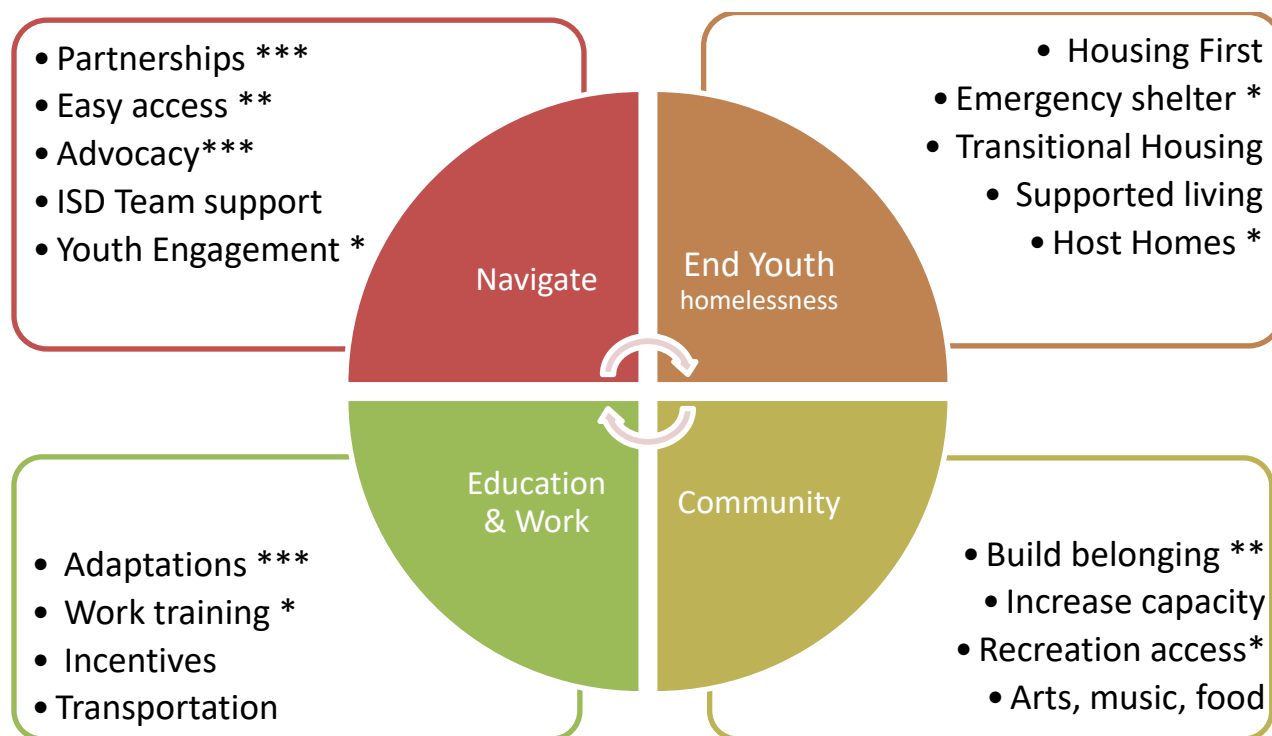 • Partnerships ***
• Easy access **
• Advocacy***
• ISD Team support
• Youth Engagement *
• Housing First
• Emergency shelter *
• Transitional Housing
• Supported living
• Host Homes *
Navigate
End Youth
homelessness
Education
& Work
Community
• Adaptations ***
• Work training *
• Incentives
• Transportation
• Build belonging **
• Increase capacity
• Recreation access*
• Arts, music, food